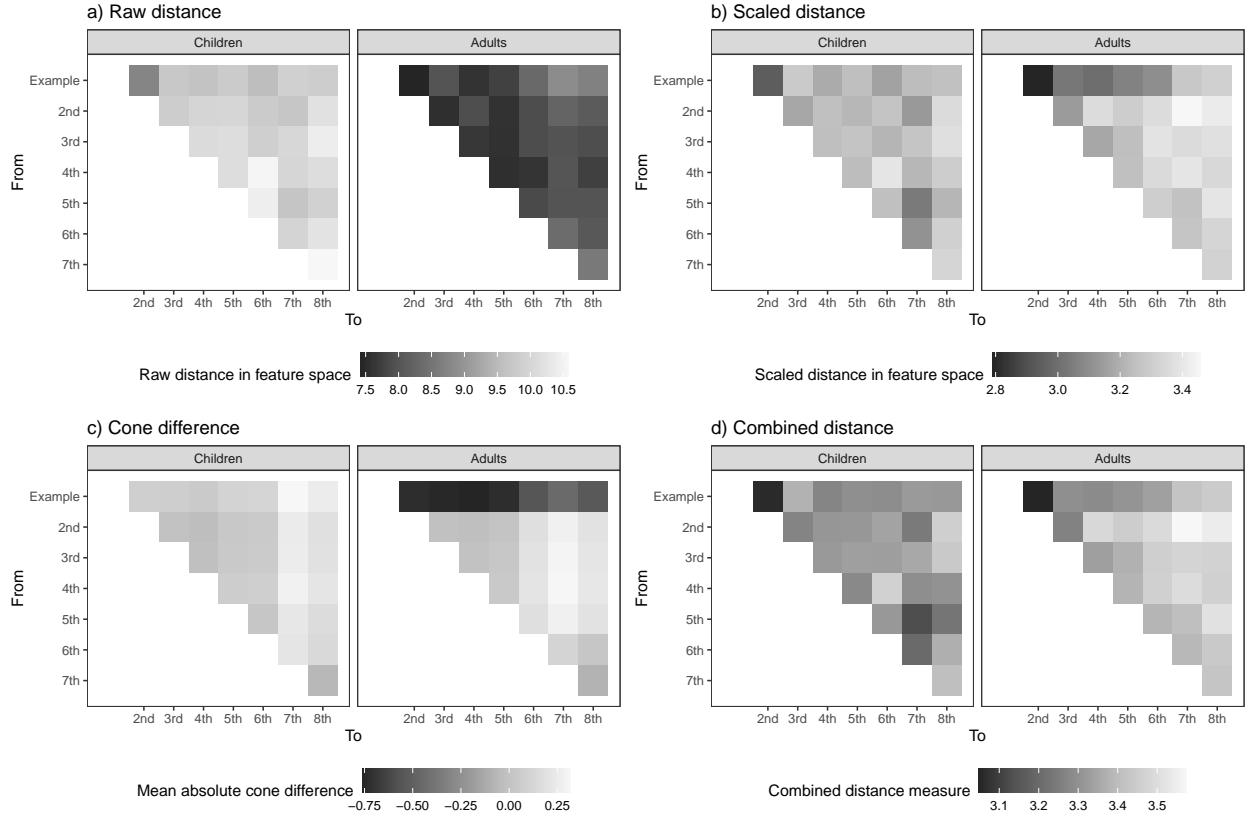 a) Raw distance
Children Adults
Example
2nd
3rd
4th
5th
6th
7th
From
2nd 3rd 4th 5th 6th 7th 8th 2nd 3rd 4th 5th 6th 7th 8th
To
Raw distance in feature space
7.5 8.0 8.5 9.0 9.5 10.0 10.5
b) Scaled distance
Children Adults
Example
2nd
3rd
4th
5th
6th
7th
From
2nd 3rd 4th 5th 6th 7th 8th 2nd 3rd 4th 5th 6th 7th 8th
To
Scaled distance in feature space
2.8 3.0 3.2 3.4
c) Cone difference
Children Adults
Example
2nd
3rd
4th
5th
6th
7th
From
2nd 3rd 4th 5th 6th 7th 8th 2nd 3rd 4th 5th 6th 7th 8th
To
Mean absolute cone difference
−0.75 −0.50 −0.25 0.00 0.25
d) Combined distance
Children Adults
Example
2nd
3rd
4th
5th
6th
7th
From
2nd 3rd 4th 5th 6th 7th 8th 2nd 3rd 4th 5th 6th 7th 8th
To
Combined distance measure
3.1 3.2 3.3 3.4 3.5